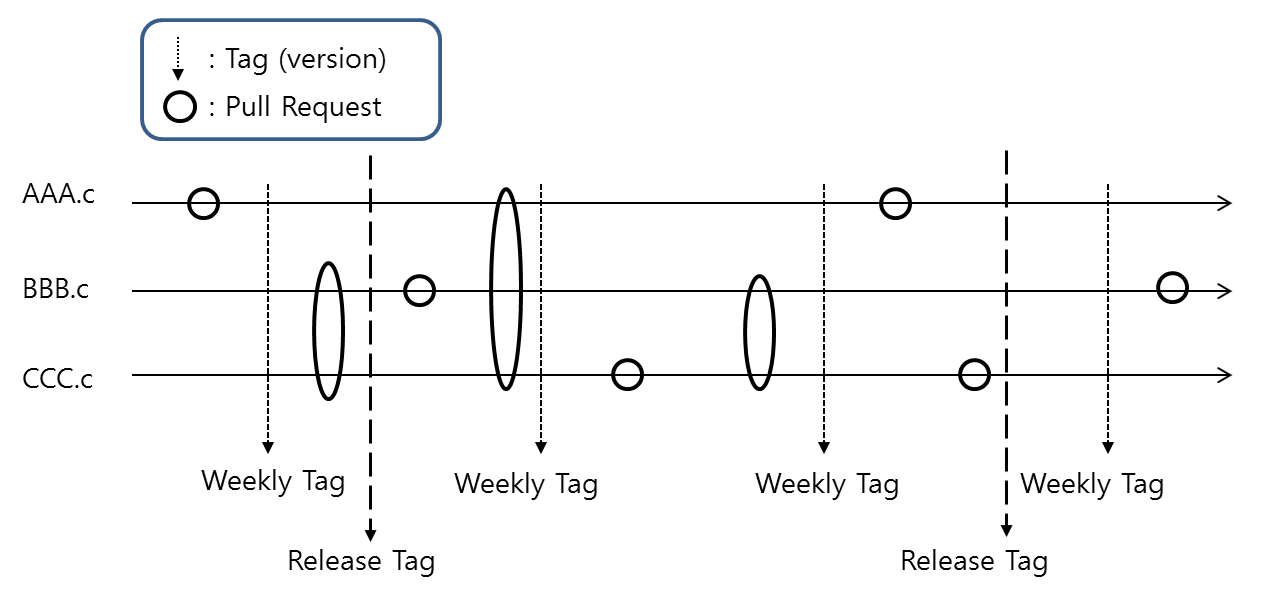 : Tag (version)
: Pull Request
AAA.c
BBB.c
CCC.c
Weekly Tag
Weekly Tag
Weekly Tag
Weekly Tag
Release Tag
Release Tag